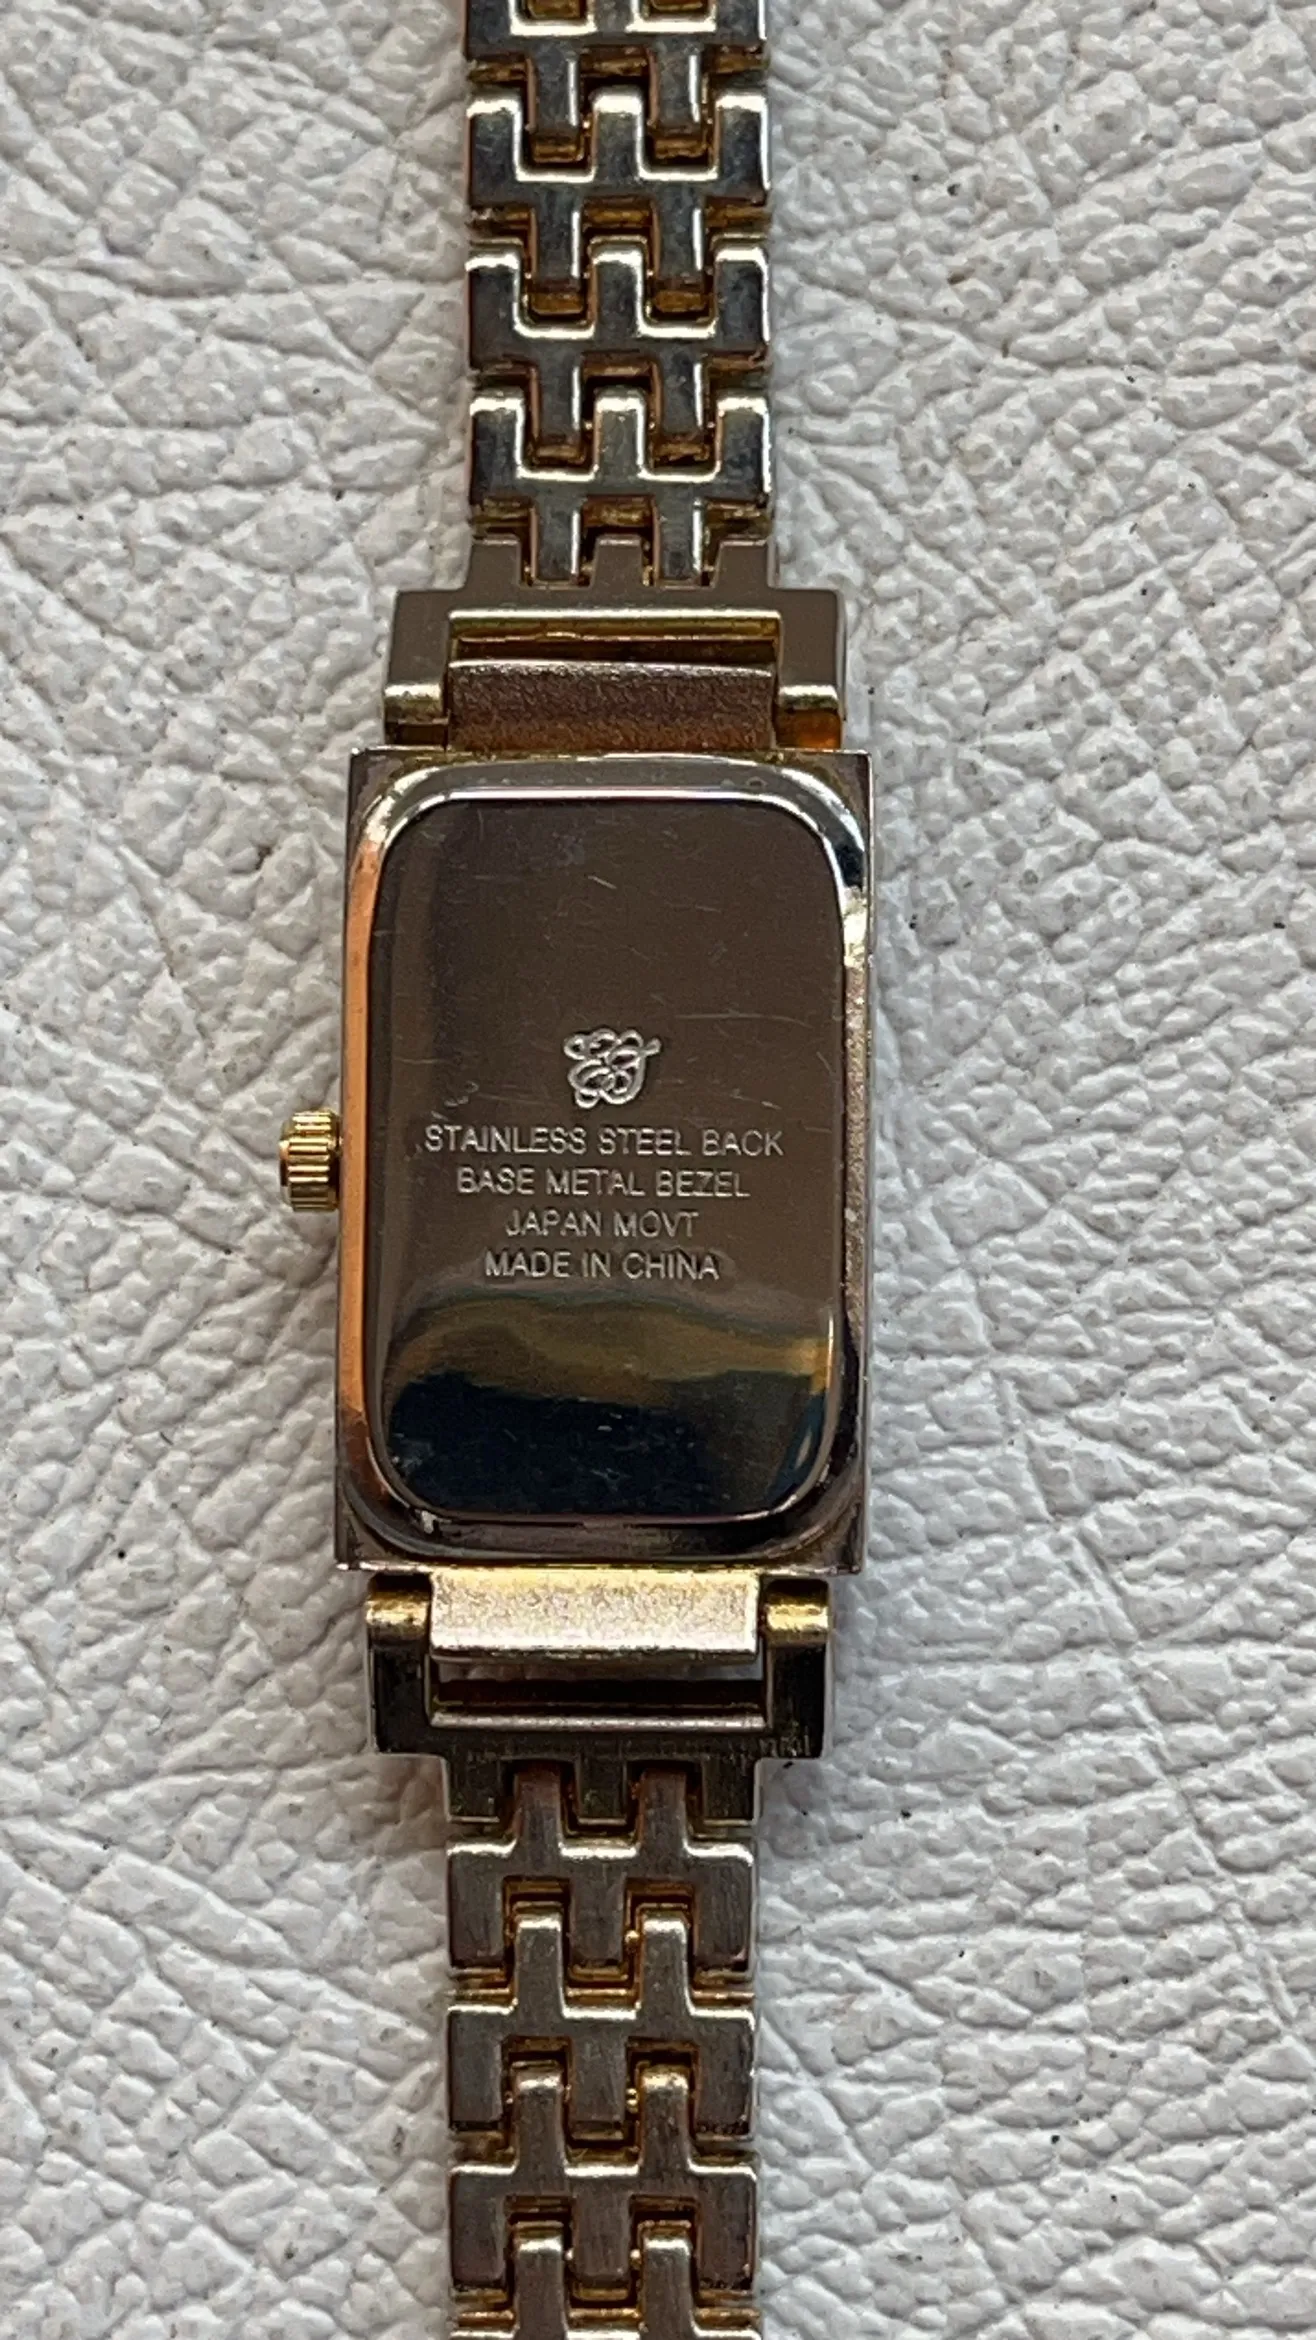 STAINLESS STEEL BACK
BASE METAL BEZEL
JAPAN MOVT
MADE IN CHINA